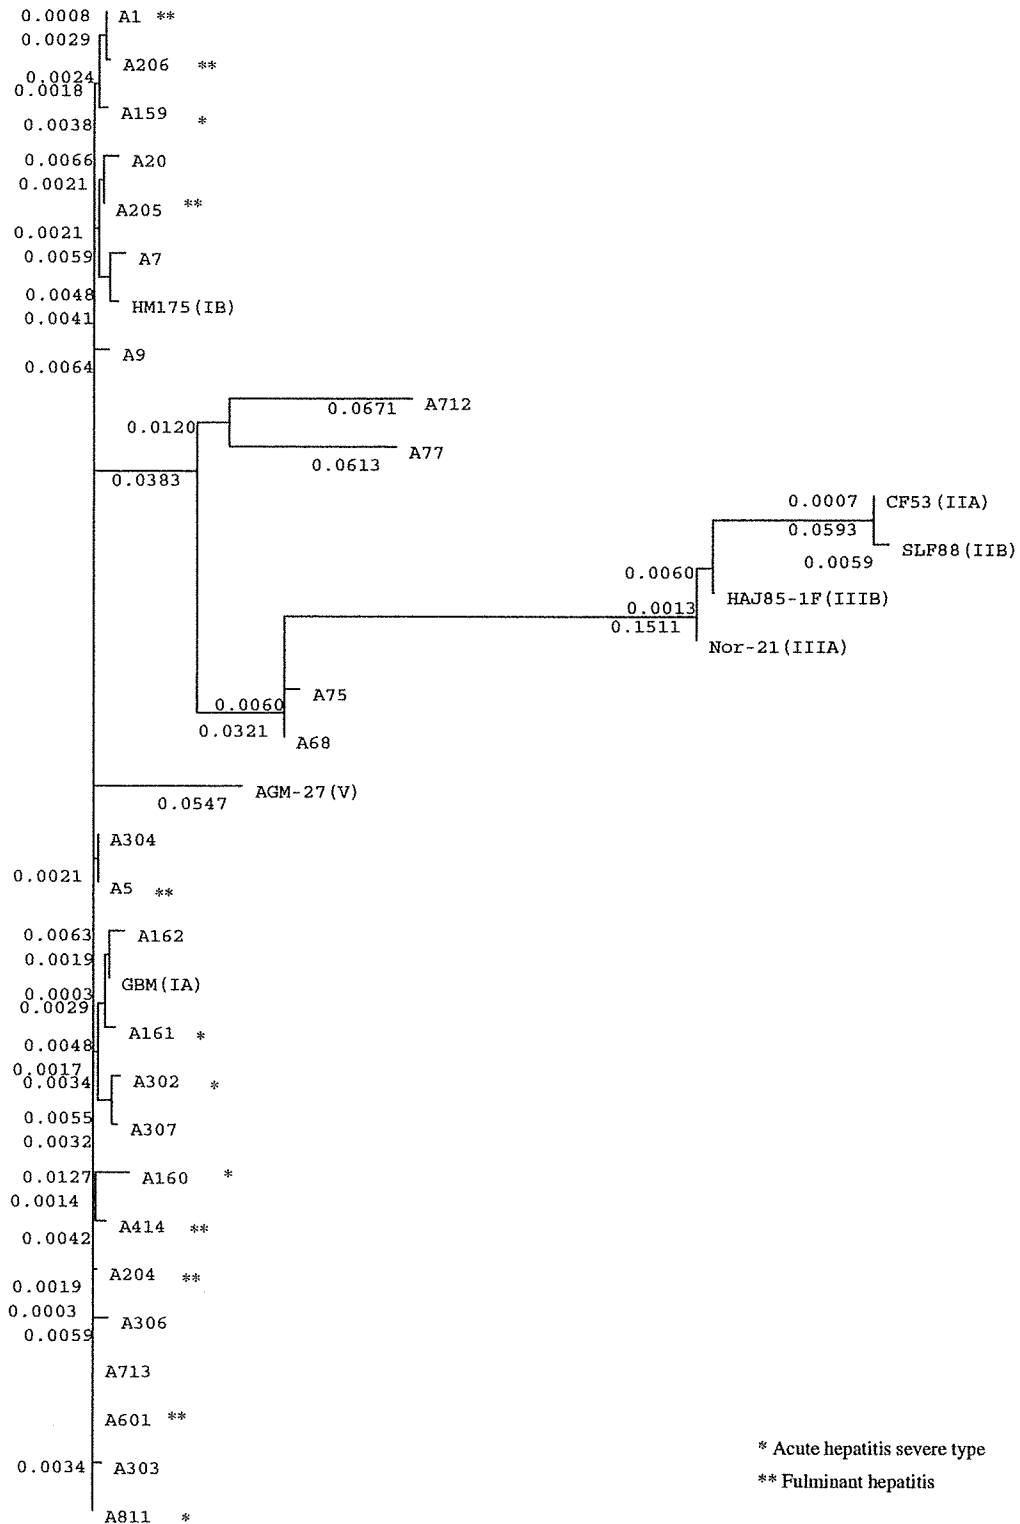 0.0008 A1 **
0.0029
A206 **
0.0024
0.0018
A159 *
0.0038
0.0066 A20
0.0021
A205 **
0.0021
0.0059 A7
0.0048
HM175(IB)
0.0041
A9
0.0064
0.0671 A712
0.0120
A77
0.0613
0.0383
0.0007 CF53(IIA)
0.0593
SLF88(IIB)
0.0059
0.0060
HAJ85-1F(IIIB)
0.0013
0.1511
Nor-21(IIIA)
A75
0.0060
0.0321
A68
AGM-27(V)
0.0547
A304
0.0021
A5 **
0.0063 A162
0.0019
GBM(IA)
0.0003
0.0029
A161 *
0.0048
0.0017
0.0034 A302 *
0.0055
A307
0.0032
0.0127 A160 *
0.0014
A414 **
0.0042
A204 **
0.0019
0.0003
A306
0.0059
A713
A601 **
* Acute hepatitis severe type
0.0034 A303
** Fulminant hepatitis
A811 *